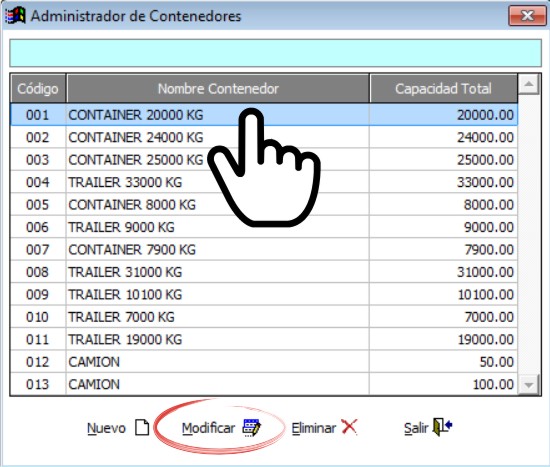 Administrador de Contenedores
Código Nombre Contenedor Capacidad Total
001 CONTAINER 20000 KG 20000.00
002 CONTAINER 24000 KG 24000.00
003 CONTAINER 25000 KG 25000.00
004 TRAILER 33000 KG 33000.00
005 CONTAINER 8000 KG 8000.00
006 TRAILER 9000 KG 9000.00
007 CONTAINER 7900 KG 7900.00
008 TRAILER 31000 KG 31000.00
009 TRAILER 10100 KG 10100.00
010 TRAILER 7000 KG 7000.00
011 TRAILER 19000 KG 19000.00
012 CAMION 50.00
013 CAMION 100.00
Nuevo Modificar Eliminar Salir